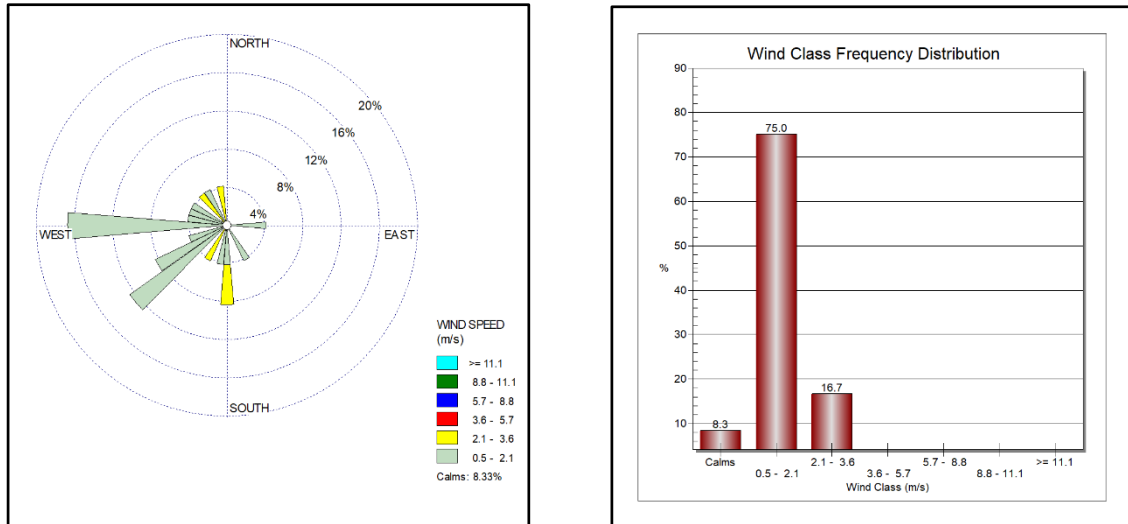 NORTH
20%
16%
12%
8%
4%
WEST
EAST
SOUTH
WIND SPEED
(m/s)
>= 11.1
8.8 - 11.1
5.7 - 8.8
3.6 - 5.7
2.1 - 3.6
0.5 - 2.1
Calms: 8.33%
Wind Class Frequency Distribution
90
80
70
60
50
%
40
30
20
10
75.0
16.7
8.3
Calms
0.5 - 2.1
2.1 - 3.6
3.6 - 5.7
5.7 - 8.8
8.8 - 11.1
>= 11.1
Wind Class (m/s)